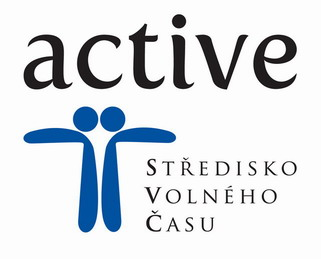 active
STŘEDISKO
VOLNÉHO
ČASU